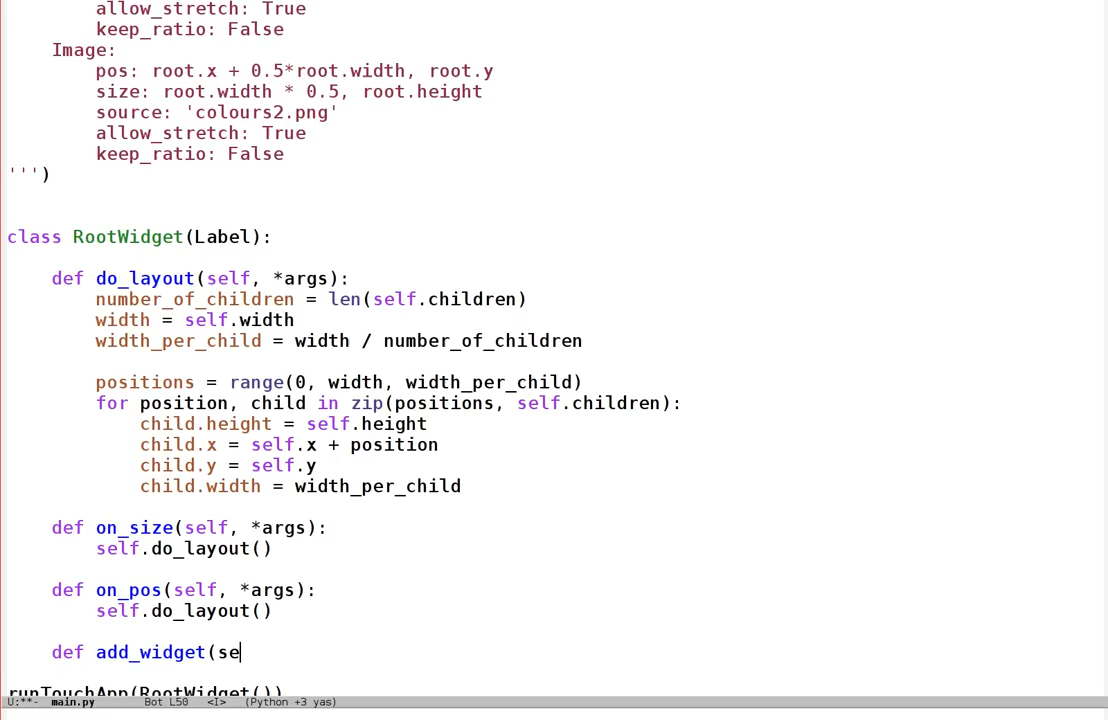 allow_stretch: True
        keep_ratio: False
    Image:
        pos: root.x + 0.5*root.width, root.y
        size: root.width * 0.5, root.height
        source: 'colours2.png'
        allow_stretch: True
        keep_ratio: False
''')
class RootWidget(Label):
    def do_layout(self, *args):
        number_of_children = len(self.children)
        width = self.width
        width_per_child = width / number_of_children
        positions = range(0, width, width_per_child)
        for position, child in zip(positions, self.children):
            child.height = self.height
            child.x = self.x + position
            child.y = self.y
            child.width = width_per_child
    def on_size(self, *args):
        self.do_layout()
    def on_pos(self, *args):
        self.do_layout()
    def add_widget(se
runTouchApp(RootWidget())
U:**-  main.py      Bot L50   <I>   (Python +3 yas)